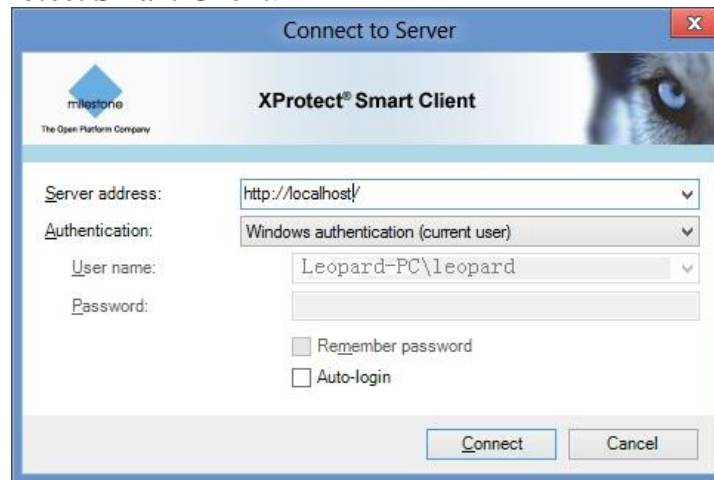 Connect to Server
X
milestone
The Open Platform Company
XProtect® Smart Client
Server address: http://localhost/
Authentication: Windows authentication (current user)
User name: Leopard-PC\leopard
Password:
Remember password
Auto-login
Connect Cancel